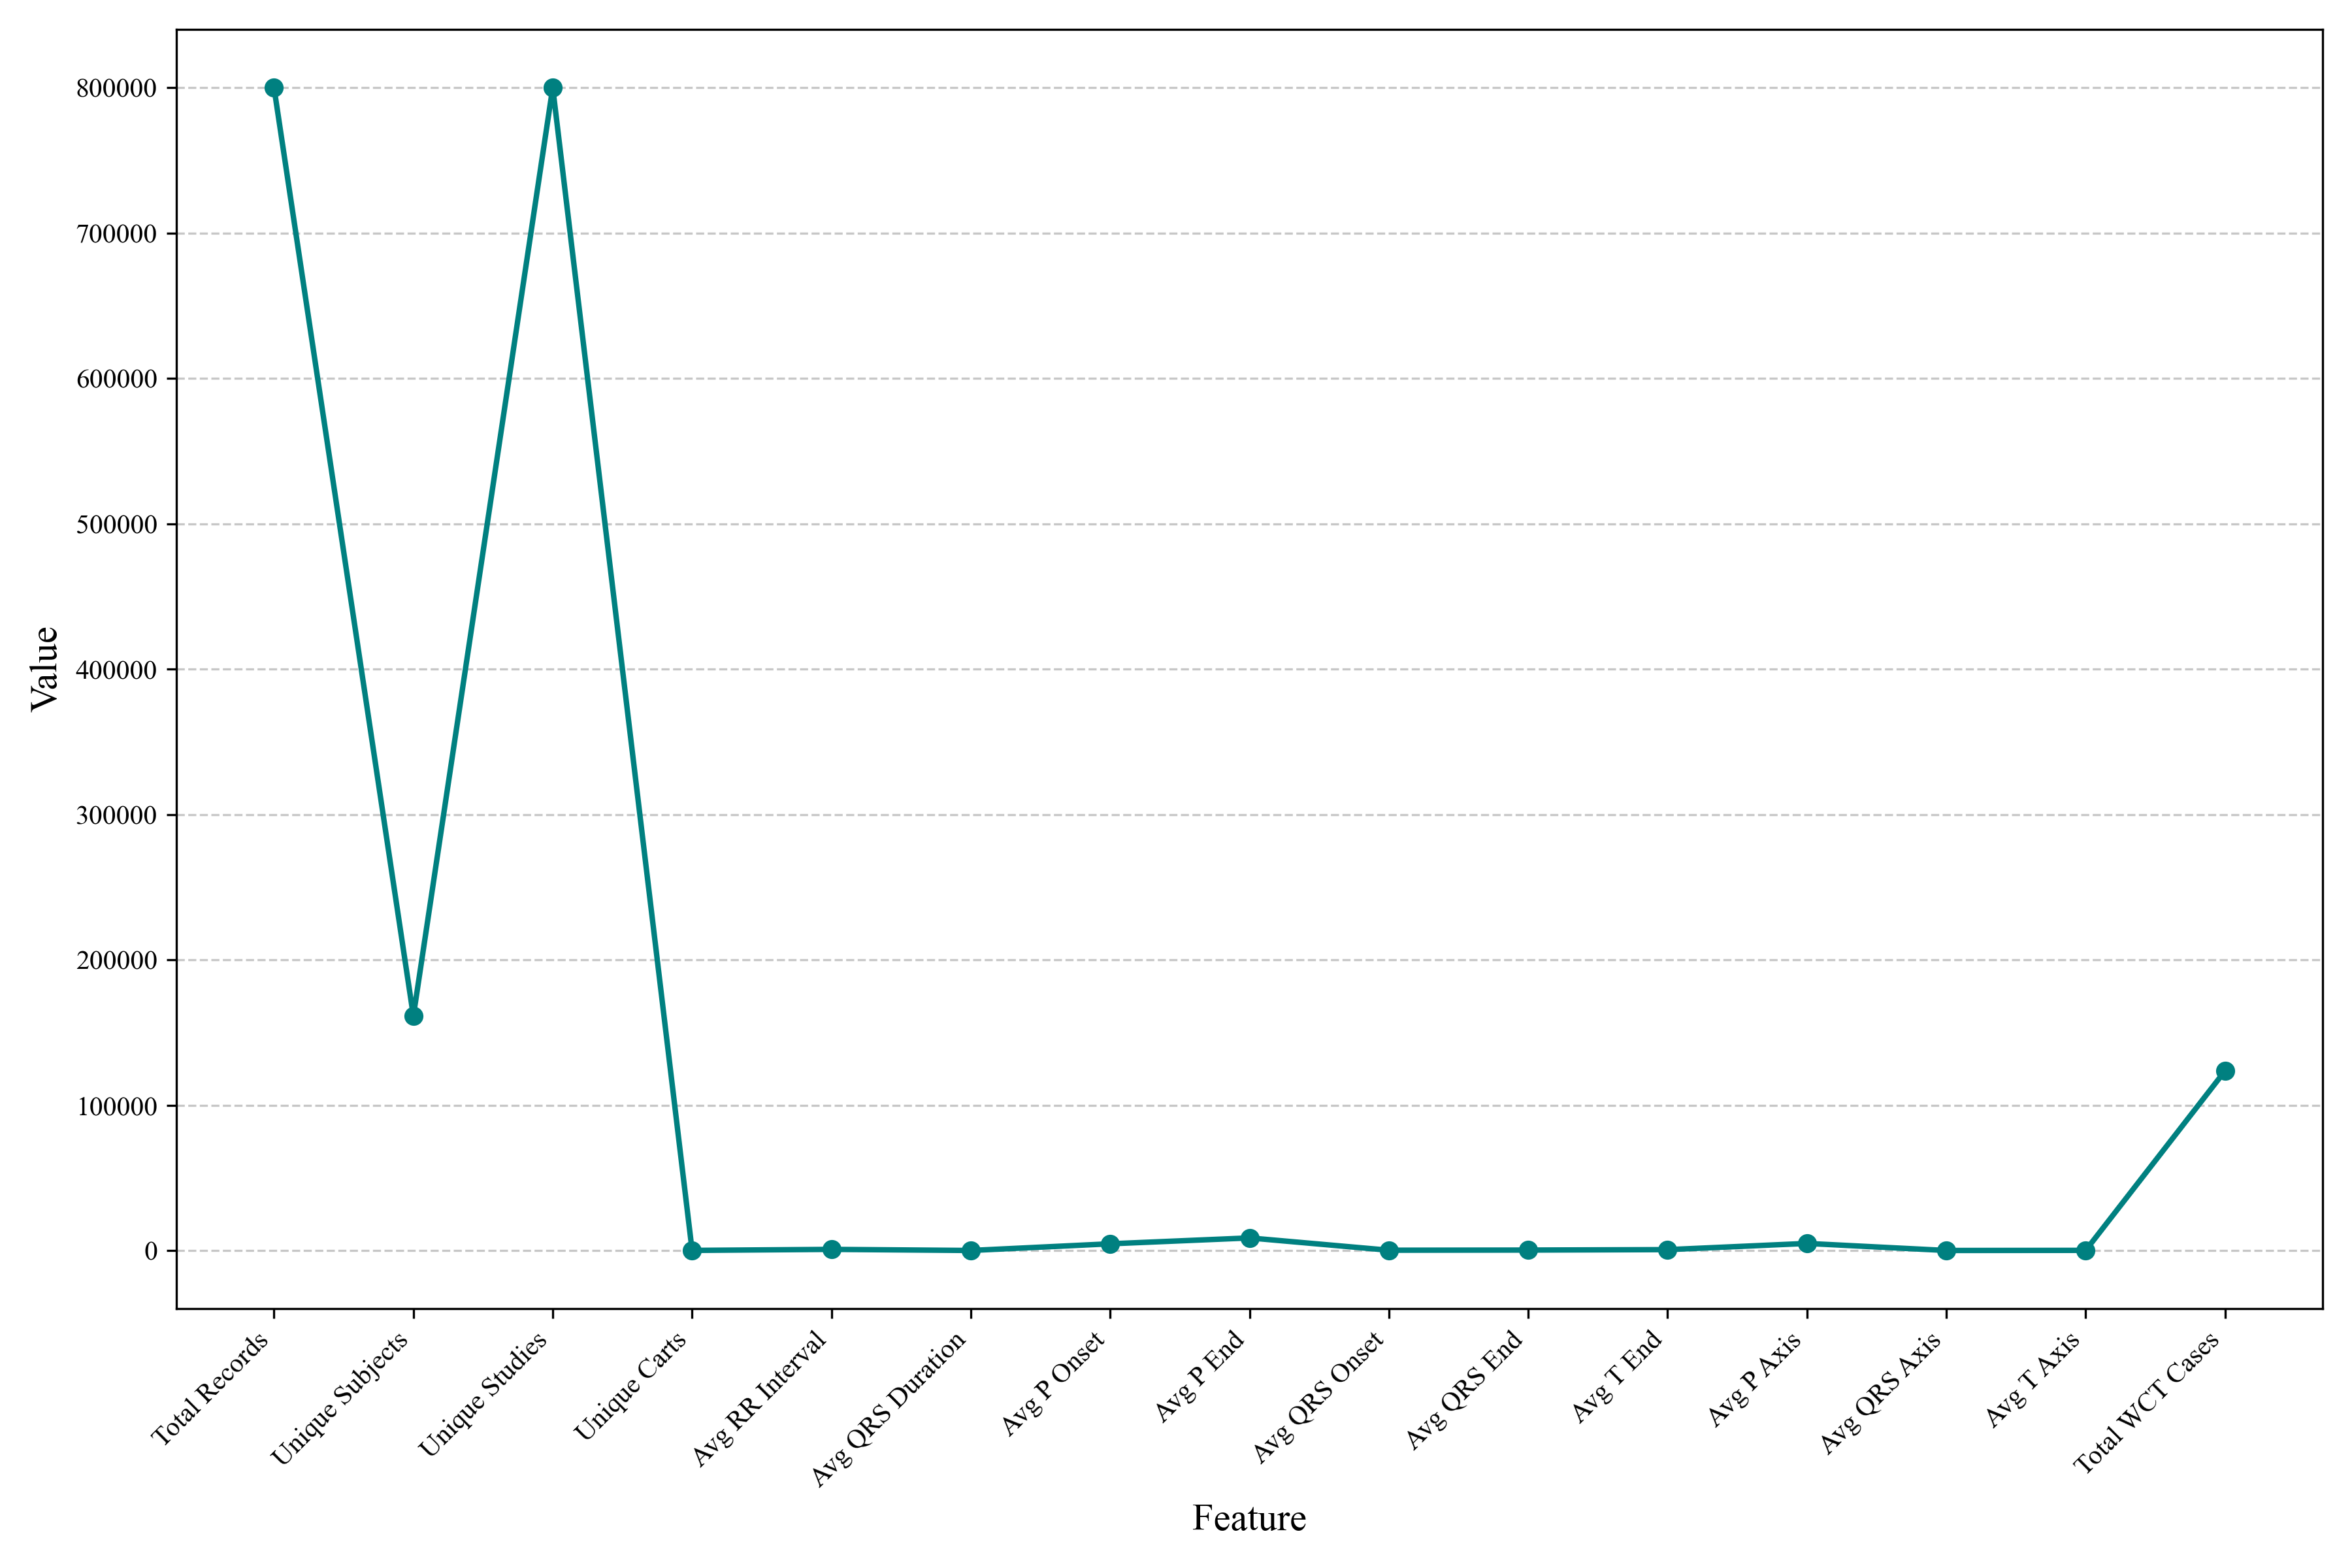 800000
700000
600000
500000
400000
300000
200000
100000
0
Value
Total Records
Unique Subjects
Unique Studies
Unique Carts
Avg RR Interval
Avg QRS Duration
Avg P Onset
Avg P End
Avg QRS Onset
Avg QRS End
Avg T End
Avg P Axis
Avg QRS Axis
Avg T Axis
Total WCT Cases
Feature